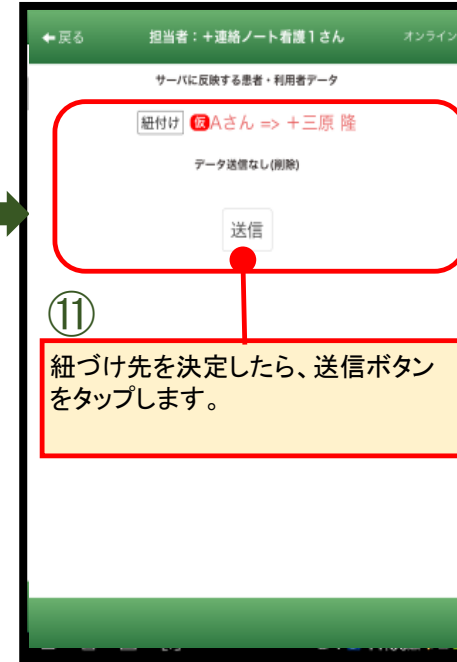 戻る 担当者：＋連絡ノート看護１さん オンライン
サーバに反映する患者・利用者データ
紐付け 仮Aさん => ＋三原 隆
データ送信なし(削除)
送信
⑪
紐づけ先を決定したら、送信ボタン
をタップします。